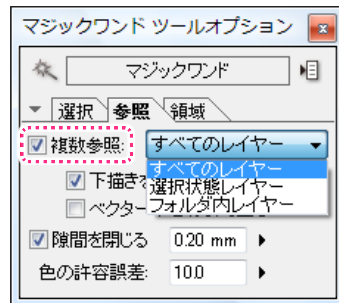 マジックワンド ツールオプション
マジックワンド
選択 参照 領域
複数参照: すべてのレイヤー
すべてのレイヤー
下描きを
選択状態レイヤー
フォルダ内レイヤー
ベクター
隙間を閉じる 0.20 mm
色の許容誤差: 10.0